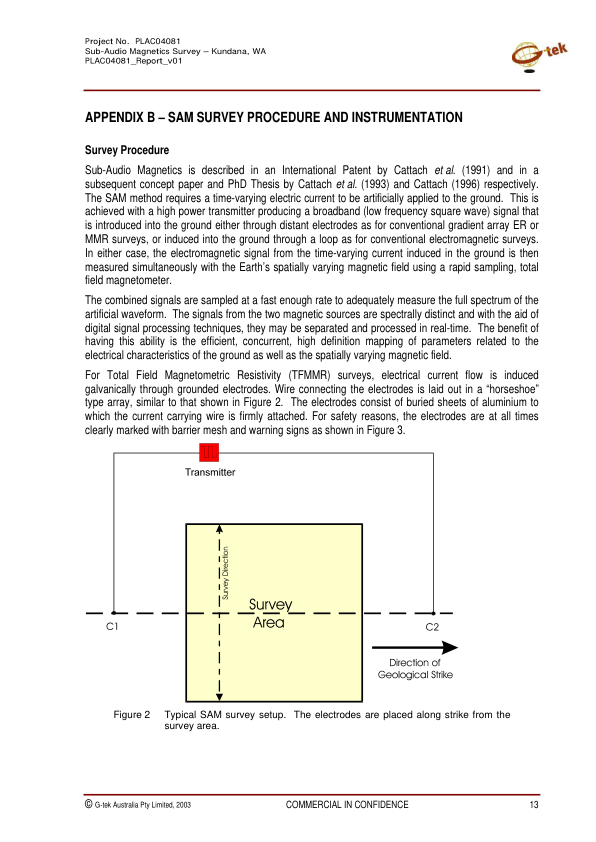 Project No. PLAC04081
Sub-Audio Magnetics Survey – Kundana, WA
PLAC04081_Report_v01
G-tek
APPENDIX B – SAM SURVEY PROCEDURE AND INSTRUMENTATION
Survey Procedure
Sub-Audio Magnetics is described in an International Patent by Cattach et al. (1991) and in a
subsequent concept paper and PhD Thesis by Cattach et al. (1993) and Cattach (1996) respectively.
The SAM method requires a time-varying electric current to be artificially applied to the ground. This is
achieved with a high power transmitter producing a broadband (low frequency square wave) signal that
is introduced into the ground either through distant electrodes as for conventional gradient array ER or
MMR surveys, or induced into the ground through a loop as for conventional electromagnetic surveys.
In either case, the electromagnetic signal from the time-varying current induced in the ground is then
measured simultaneously with the Earth's spatially varying magnetic field using a rapid sampling, total
field magnetometer.
The combined signals are sampled at a fast enough rate to adequately measure the full spectrum of the
artificial waveform. The signals from the two magnetic sources are spectrally distinct and with the aid of
digital signal processing techniques, they may be separated and processed in real-time. The benefit of
having this ability is the efficient, concurrent, high definition mapping of parameters related to the
electrical characteristics of the ground as well as the spatially varying magnetic field.
For Total Field Magnetometric Resistivity (TFMMR) surveys, electrical current flow is induced
galvanically through grounded electrodes. Wire connecting the electrodes is laid out in a “horseshoe”
type array, similar to that shown in Figure 2. The electrodes consist of buried sheets of aluminium to
which the current carrying wire is firmly attached. For safety reasons, the electrodes are at all times
clearly marked with barrier mesh and warning signs as shown in Figure 3.
Transmitter
Survey Direction
Survey
Area
C1
C2
Direction of
Geological Strike
Figure 2 Typical SAM survey setup. The electrodes are placed along strike from the
survey area.
© G-tek Australia Pty Limited, 2003
COMMERCIAL IN CONFIDENCE
13